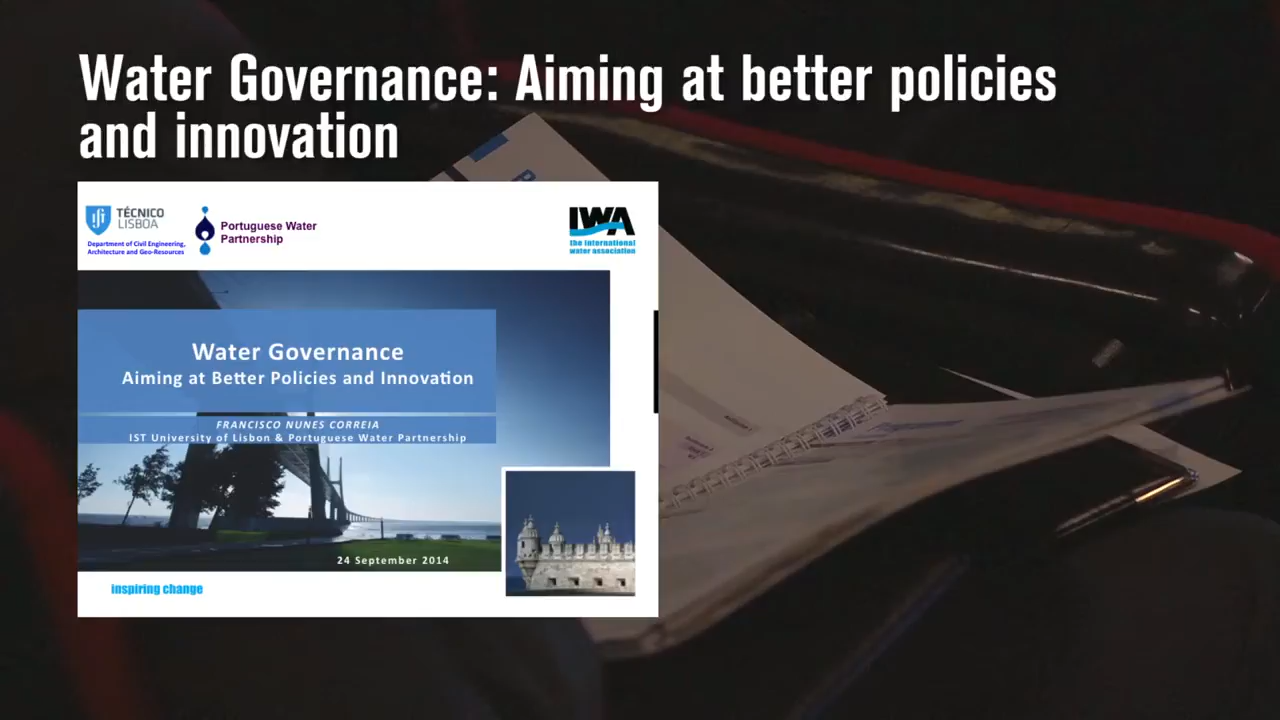 Water Governance: Aiming at better policies
and innovation
TÉCNICO
LISBOA
Department of Civil Engineering,
Architecture and Geo-Resources
Portuguese Water
Partnership
IWA
the international
water association
Water Governance
Aiming at Better Policies and Innovation
FRANCISCO NUNES CORREIA
IST University of Lisbon & Portuguese Water Partnership
24 September 2014
inspiring change